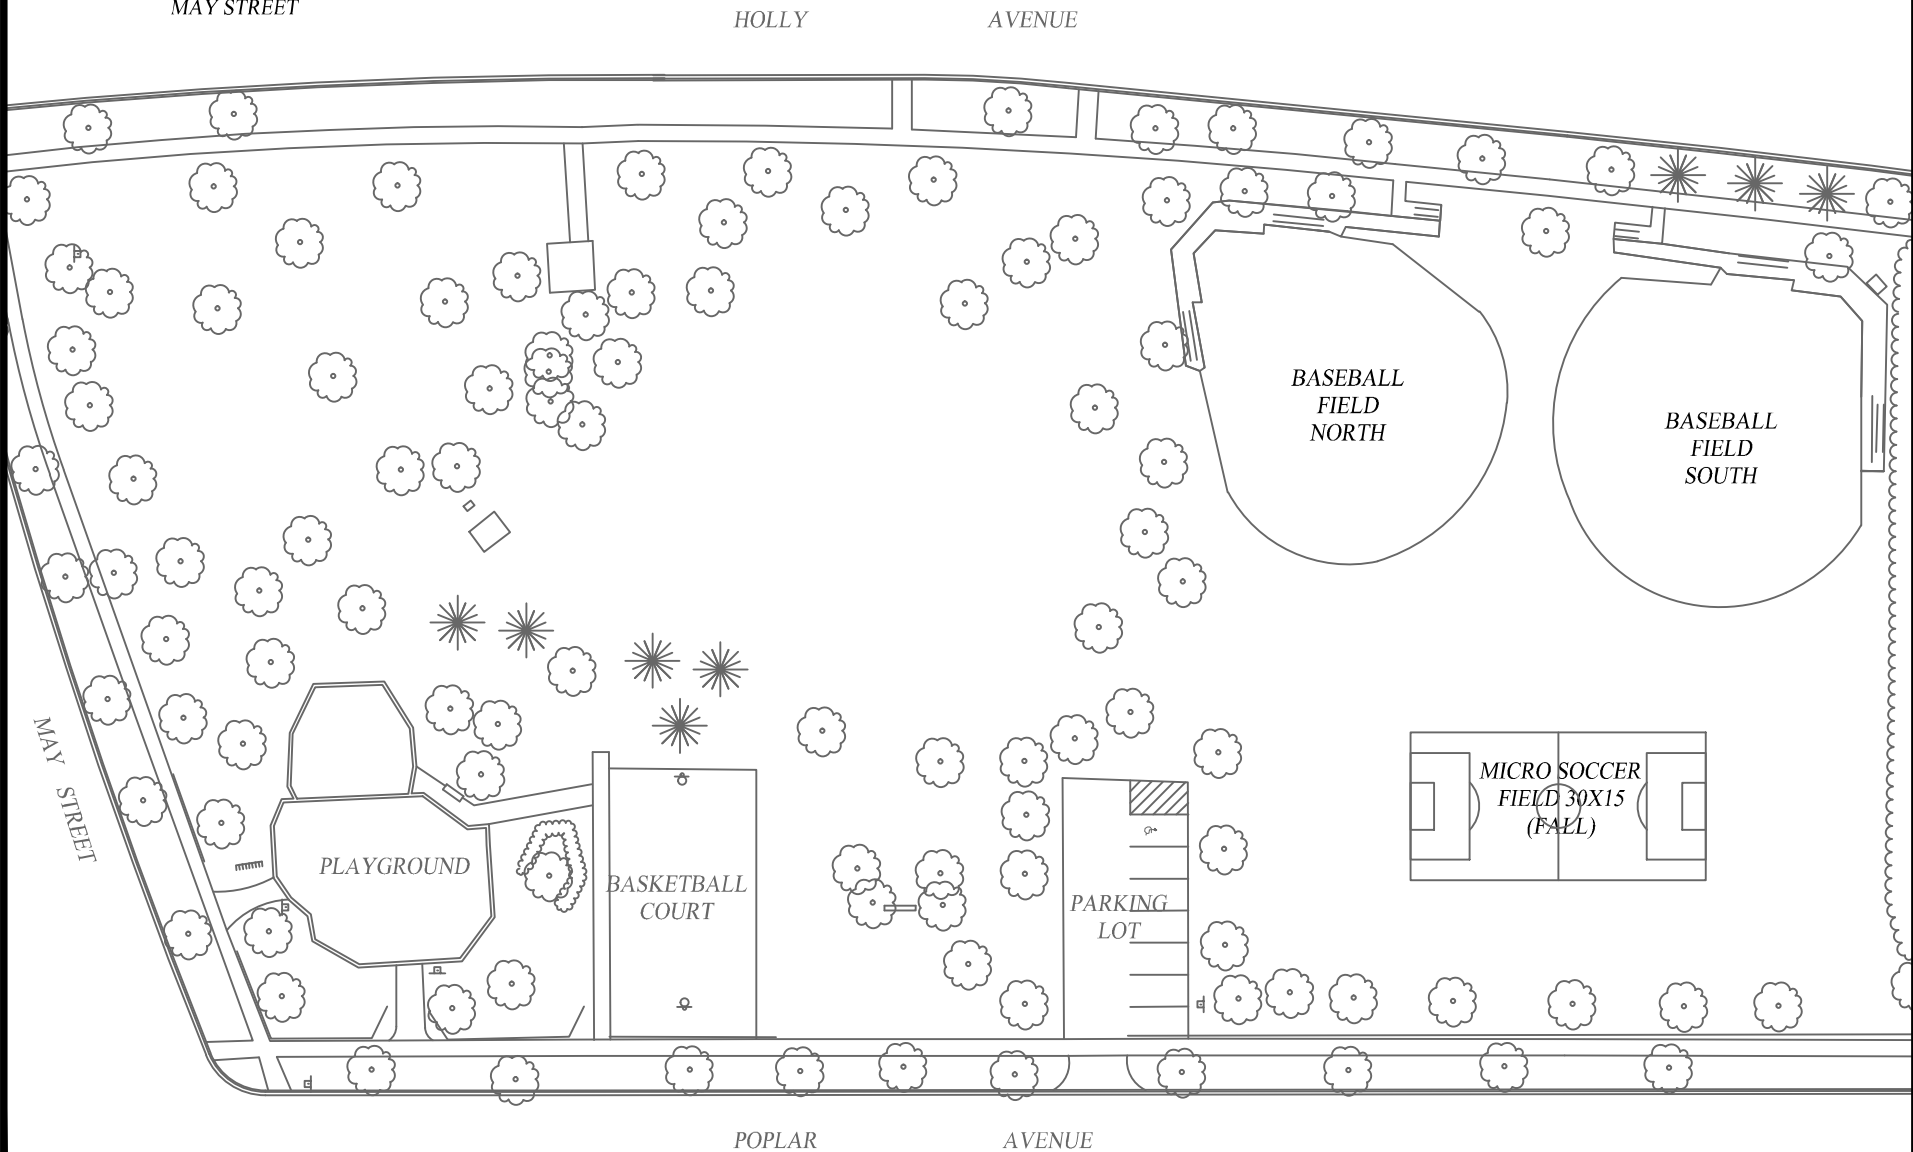 MAY STREET
HOLLY AVENUE
BASEBALL
FIELD
NORTH
BASEBALL
FIELD
SOUTH
MAY STREET
MICRO SOCCER
FIELD 30X15
(FALL)
PLAYGROUND
BASKETBALL
COURT
PARKING
LOT
POPLAR AVENUE